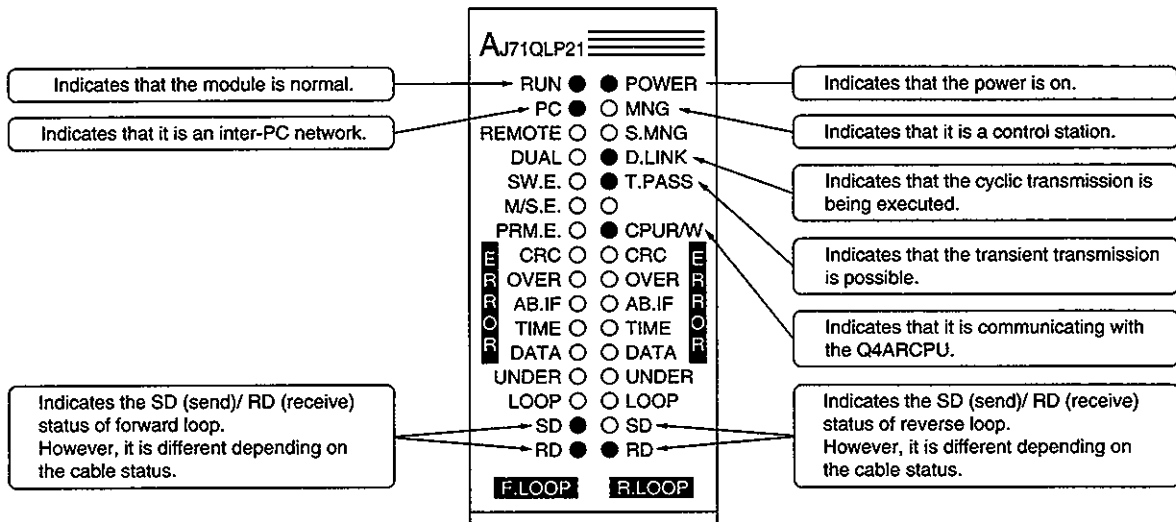 AJ71QLP21
Indicates that the module is normal.
Indicates that it is an inter-PC network.
Indicates the SD (send)/ RD (receive)
status of forward loop.
However, it is different depending on
the cable status.
RUN POWER
PC MNG
REMOTE S.MNG
DUAL D.LINK
SW.E. T.PASS
M/S.E.
PRM.E. CPUR/W
CRC CRC
OVER OVER
AB.IF AB.IF
TIME TIME
DATA DATA
UNDER UNDER
LOOP LOOP
SD SD
RD RD
ERROR
ERROR
F.LOOP R.LOOP
Indicates that the power is on.
Indicates that it is a control station.
Indicates that the cyclic transmission is
being executed.
Indicates that the transient transmission
is possible.
Indicates that it is communicating with
the Q4ARCPU.
Indicates the SD (send)/ RD (receive)
status of reverse loop.
However, it is different depending on
the cable status.